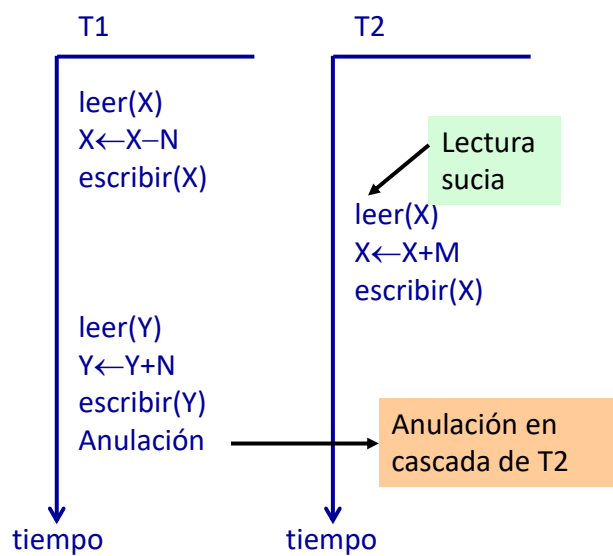 T1
T2
leer(X)
X←X–N
escribir(X)
Lectura
sucia
leer(X)
X←X+M
escribir(X)
leer(Y)
Y←Y+N
escribir(Y)
Anulación
Anulación en
cascada de T2
tiempo
tiempo